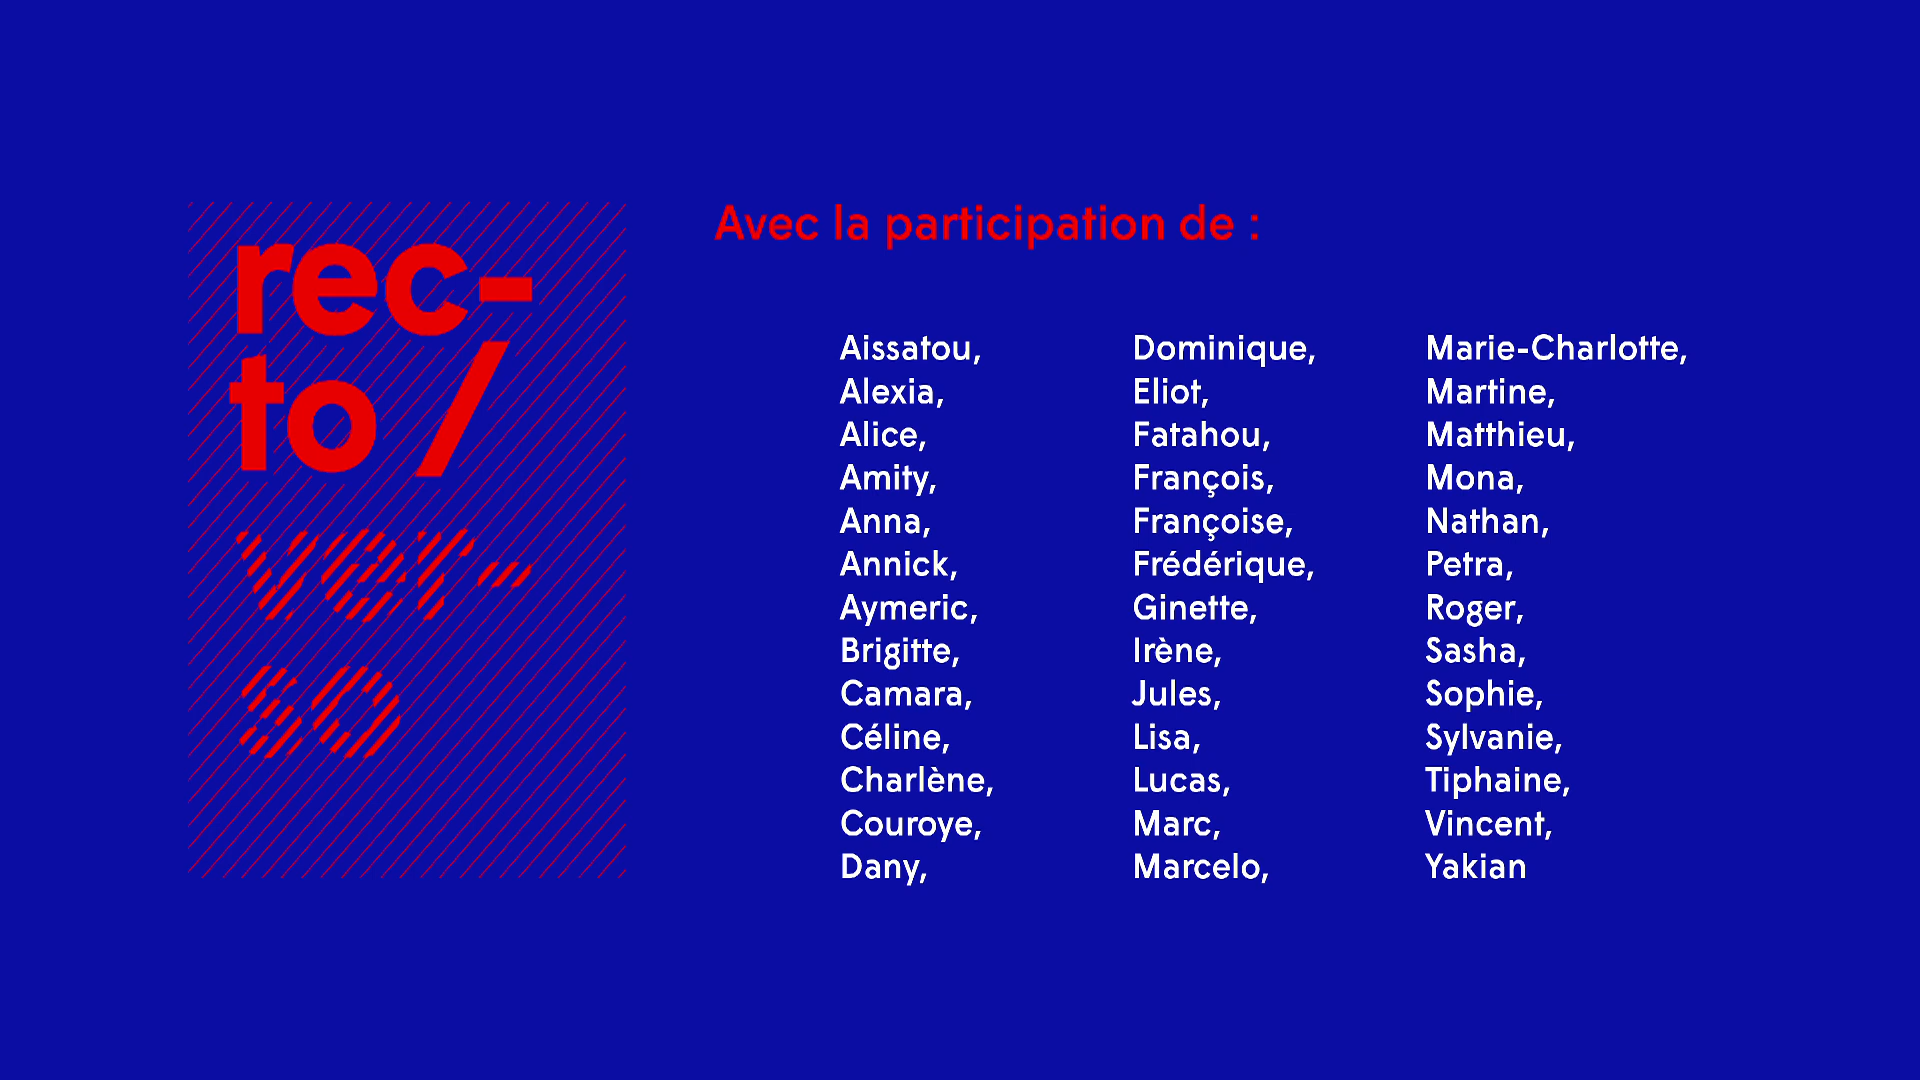 rec-
to /
ver-
so
Avec la participation de :
Aissatou,
Alexia,
Alice,
Amity,
Anna,
Annick,
Aymeric,
Brigitte,
Camara,
Céline,
Charlène,
Couroye,
Dany,
Dominique,
Eliot,
Fatahou,
François,
Françoise,
Frédérique,
Ginette,
Irène,
Jules,
Lisa,
Lucas,
Marc,
Marcelo,
Marie-Charlotte,
Martine,
Matthieu,
Mona,
Nathan,
Petra,
Roger,
Sasha,
Sophie,
Sylvanie,
Tiphaine,
Vincent,
Yakian